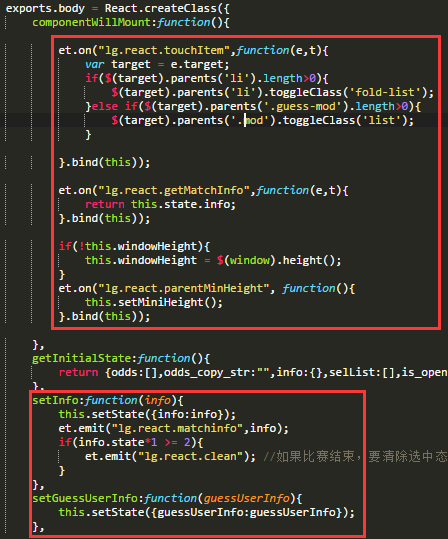 exports.body = React.createClass({
componentWillMount:function(){
et.on("lg.react.touchItem",function(e,t){
var target = e.target;
if($(target).parents('li').length>0){
$(target).parents('li').toggleClass('fold-list');
}else if($(target).parents('.guess-mod').length>0){
$(target).parents('.mod').toggleClass('list');
}
}.bind(this));
et.on("lg.react.getMatchInfo",function(e,t){
return this.state.info;
}.bind(this));
if(!this.windowHeight){
this.windowHeight = $(window).height();
}
et.on("lg.react.parentMinHeight", function(){
this.setMiniHeight();
}.bind(this));
},
getInitialState:function(){
return {odds:[],odds_copy_str:"",info:{},selList:[],is_open
},
setInfo:function(info){
this.setState({info:info});
et.emit("lg.react.matchinfo",info);
if(info.state*1 >= 2){
et.emit("lg.react.clean"); //如果比赛结束，要清除选中态
}
},
setGuessUserInfo:function(guessUserInfo){
this.setState({guessUserInfo:guessUserInfo});
},